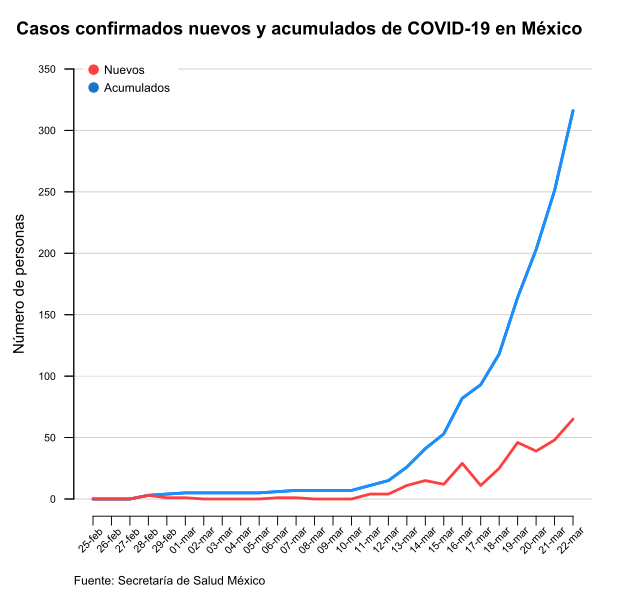 Casos confirmados nuevos y acumulados de COVID-19 en México
Nuevos
Acumulados
Número de personas
350
300
250
200
150
100
50
0
25-feb
26-feb
27-feb
28-feb
29-feb
01-mar
02-mar
03-mar
04-mar
05-mar
06-mar
07-mar
08-mar
09-mar
10-mar
11-mar
12-mar
13-mar
14-mar
15-mar
16-mar
17-mar
18-mar
19-mar
20-mar
21-mar
22-mar
Fuente: Secretaría de Salud México